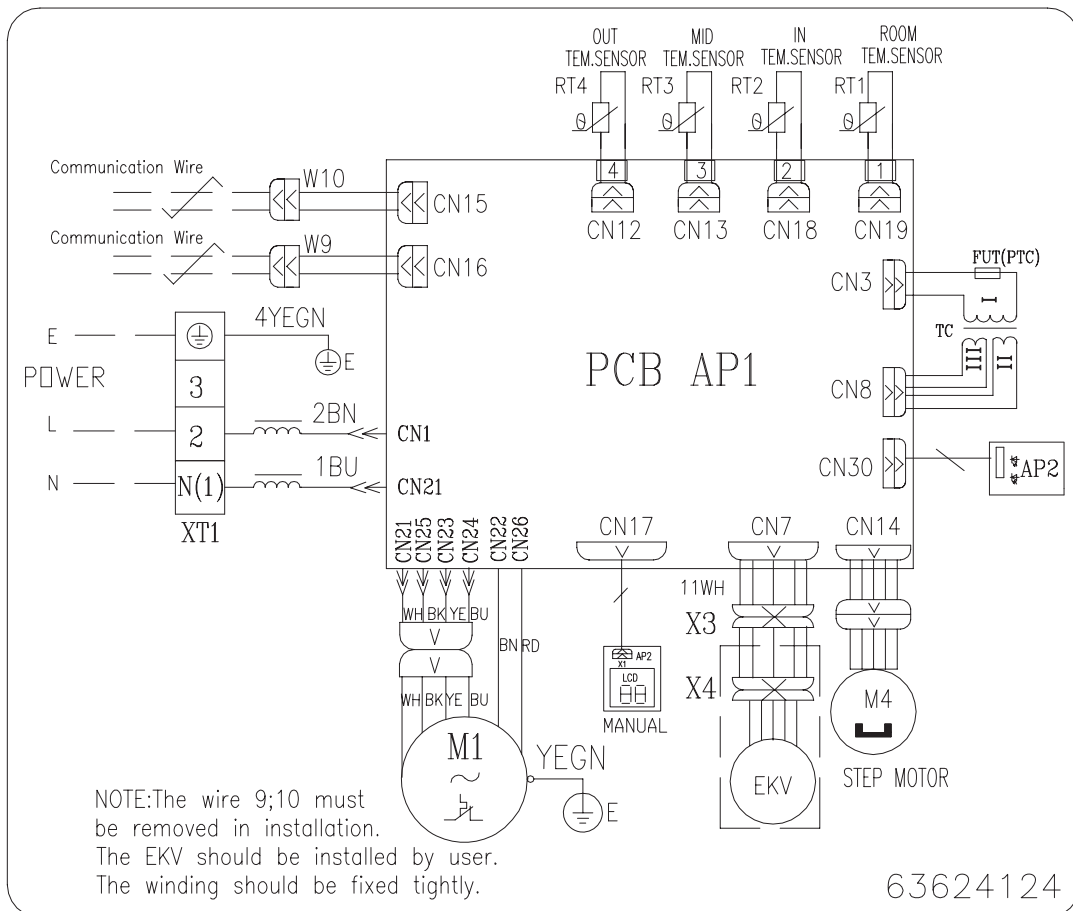 OUT MID IN ROOM
TEM.SENSOR TEM.SENSOR TEM.SENSOR TEM.SENSOR
RT4 RT3 RT2 RT1
θ θ θ θ
4 3 2 1
CN12 CN13 CN18 CN19
Communication Wire W10 CN15
Communication Wire W9 CN16
FUT(PTC)
CN3
I
TC
III II
CN8
E 4YEGN E
POWER
3
L 2 2BN CN1
N N(1) 1BU CN21
XT1
PCB AP1
CN30 AP2
CN21 CN25 CN23 CN24 CN22 CN26
CN17 CN7 CN14
WH BK YE BU
BN RD
11WH
X3
AP2
X1
LCD
88
MANUAL
X4
WH BK YE BU
M1
YEGN
E
EKV
M4
STEP MOTOR
NOTE:The wire 9;10 must
be removed in installation.
The EKV should be installed by user.
The winding should be fixed tightly.
63624124